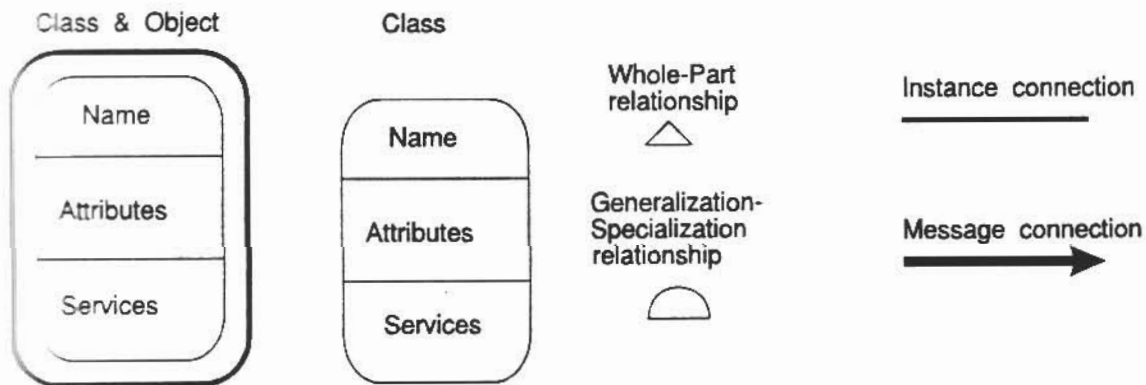 Class & Object
Name
Attributes
Services
Class
Name
Attributes
Services
Whole-Part
relationship
Generalization-
Specialization
relationship
Instance connection
Message connection